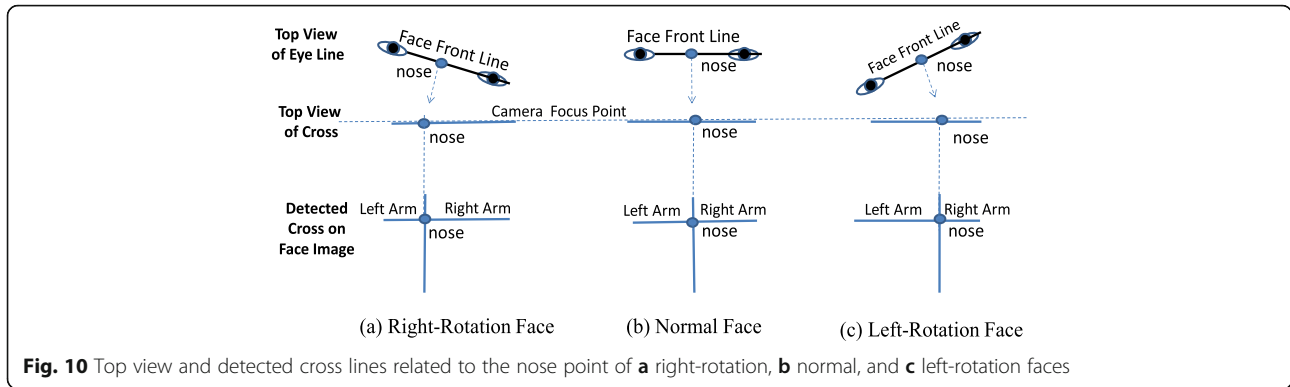 Top View
of Eye Line
Face Front Line
nose
Face Front Line
nose
Face Front Line
nose
Top View
of Cross
Camera Focus Point
nose
nose
nose
Detected
Cross on
Face Image
Left Arm Right Arm
nose
Left Arm Right Arm
nose
Left Arm Right Arm
nose
(a) Right-Rotation Face (b) Normal Face (c) Left-Rotation Face
Fig. 10 Top view and detected cross lines related to the nose point of a right-rotation, b normal, and c left-rotation faces